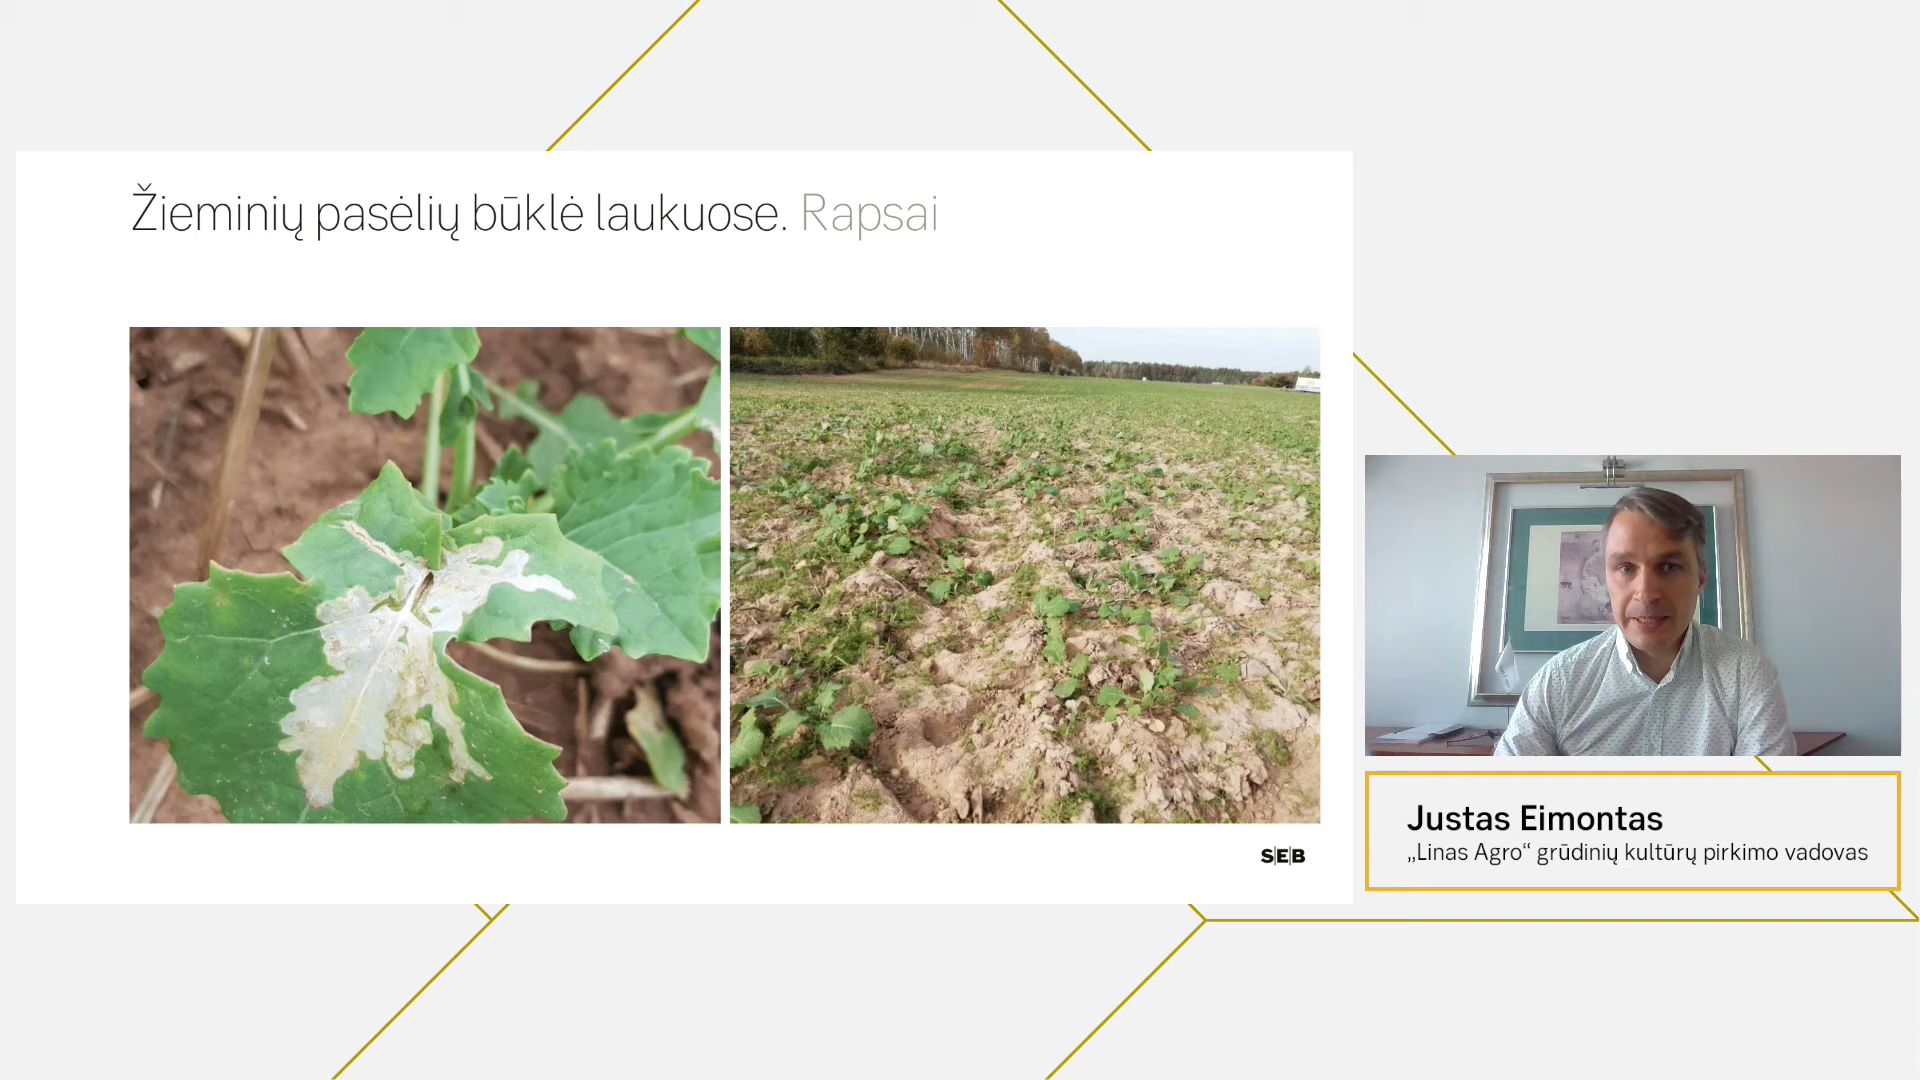 Žieminių pasėlių būklė laukuose. Rapsai
SEB
Justas Eimontas
„Linas Agro“ grūdinių kultūrų pirkimo vadovas